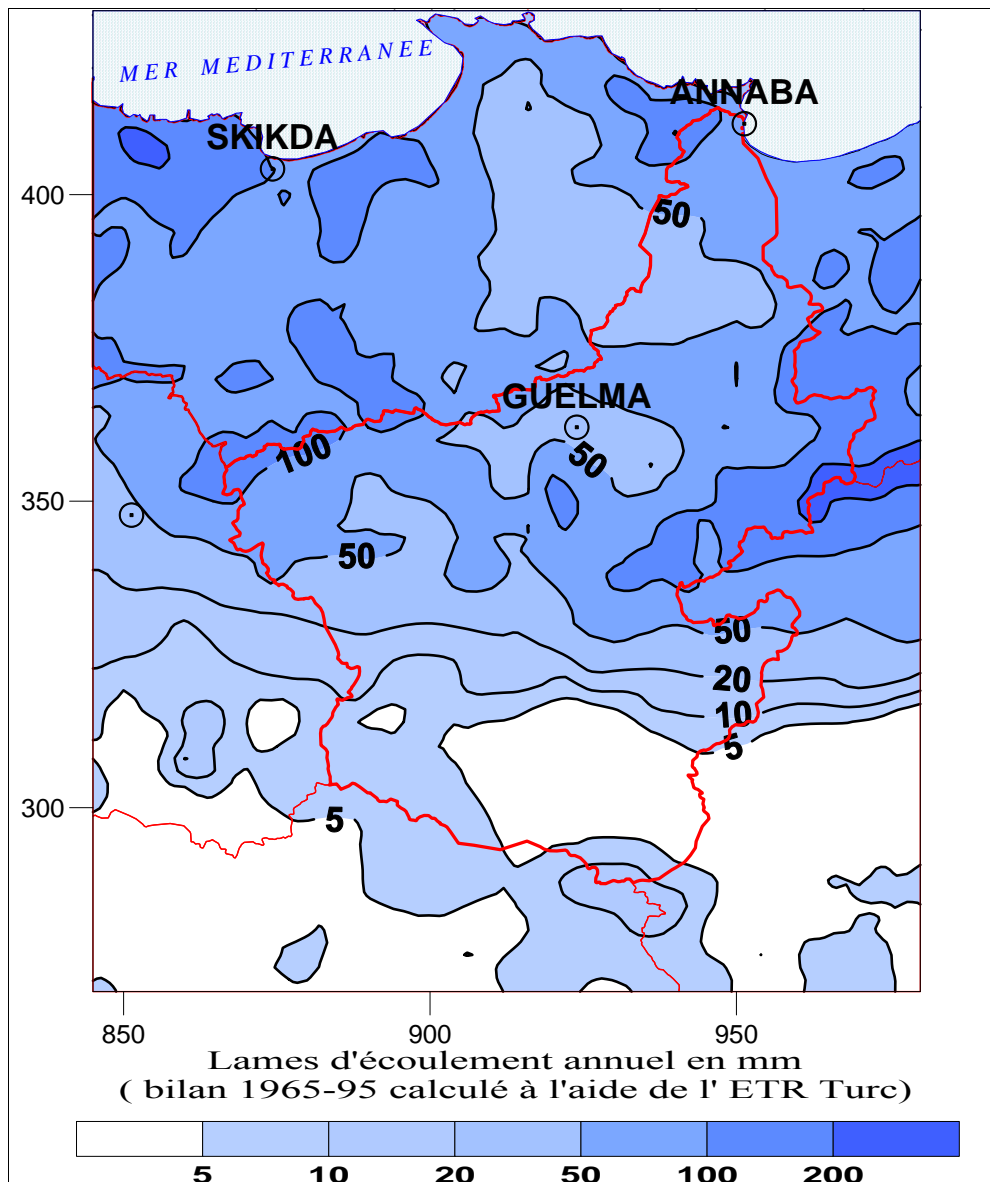 MER MEDITERRANEE
ANNABA
SKIKDA
400
50
GUELMA
100
50
350
50
50
20
10
5
300
5
850 900 950
Lames d'écoulement annuel en mm
( bilan 1965-95 calculé à l'aide de l' ETR Turc)
5 10 20 50 100 200